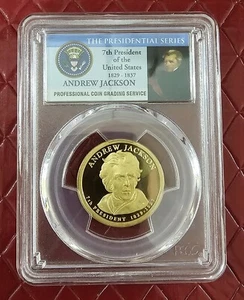 THE PRESIDENTIAL SERIES
7th President
of the
United States
1829 - 1837
ANDREW JACKSON
PROFESSIONAL COIN GRADING SERVICE
ANDREW JACKSON
7th PRESIDENT 1829-1837
PCGS